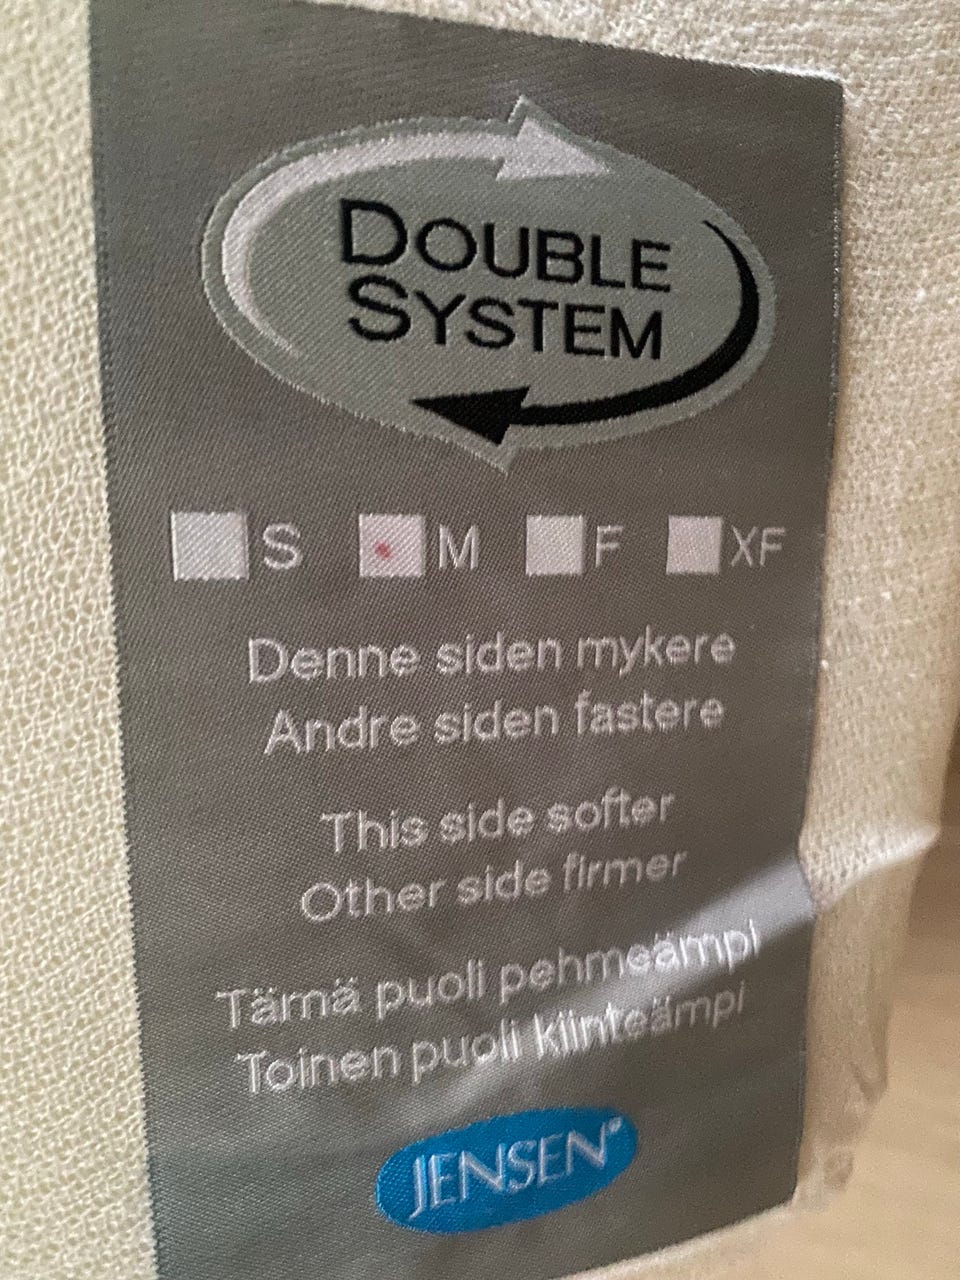 DOUBLE
SYSTEM
S M F XF
Denne siden mykere
Andre siden fastere
This side softer
Other side firmer
Tämä puoli pehmeämpi
Toinen puoli kiinteämpi
JENSEN